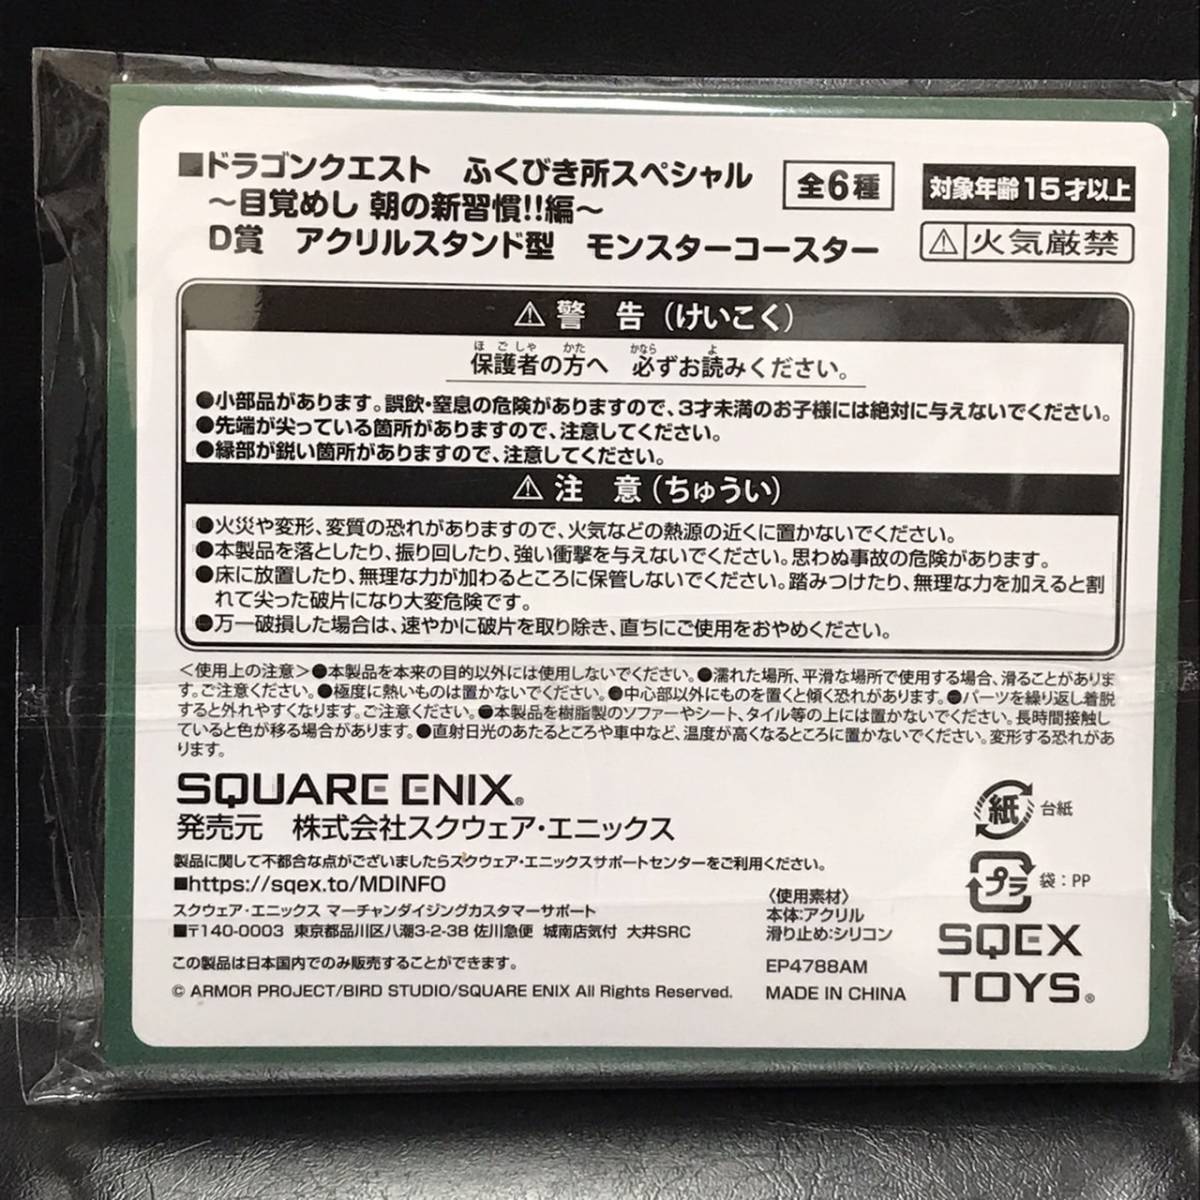 ■ドラゴンクエスト ふくびき所スペシャル
～目覚めし 朝の新習慣!!編～
D賞 アクリルスタンド型 モンスターコースター
全6種
対象年齢15才以上
⚠火気厳禁
⚠警 告(けいこく)
ほごしゃ かた かなら よ
保護者の方へ 必ずお読みください。
●小部品があります。誤飲・窒息の危険がありますので、3才未満のお子様には絶対に与えないでください。
●先端が尖っている箇所がありますので、注意してください。
●縁部が鋭い箇所がありますので、注意してください。
⚠注 意(ちゅうい)
●火災や変形、変質の恐れがありますので、火気などの熱源の近くに置かないでください。
●本製品を落としたり、振り回したり、強い衝撃を与えないでください。思わぬ事故の危険があります。
●床に放置したり、無理な力が加わるところに保管しないでください。踏みつけたり、無理な力を加えると割
れて尖った破片になり大変危険です。
●万一破損した場合は、速やかに破片を取り除き、直ちにご使用をおやめください。
＜使用上の注意＞●本製品を本来の目的以外には使用しないでください。●濡れた場所、平滑な場所で使用する場合、滑ることがありま
す。ご注意ください。●極度に熱いものは置かないでください。●中心部以外にものを置くと傾く恐れがあります。●パーツを繰り返し着脱
すると外れやすくなります。ご注意ください。●本製品を樹脂製のソファーやシート、タイル等の上には置かないでください。長時間接触し
ていると色が移る場合があります。●直射日光のあたるところや車中など、温度が高くなるところに置かないでください。変形する恐れがあ
ります。
SQUARE ENIX®
発売元 株式会社スクウェア・エニックス
製品に関して不都合な点がございましたらスクウェア・エニックスサポートセンターをご利用ください。
■https://sqex.to/MDINFO
スクウェア・エニックス マーチャンダイジングカスタマーサポート
■〒140-0003 東京都品川区八潮3-2-38 佐川急便 城南店気付 大井SRC
この製品は日本国内でのみ販売することができます。
© ARMOR PROJECT/BIRD STUDIO/SQUARE ENIX All Rights Reserved.
〈使用素材〉
本体:アクリル
滑り止め:シリコン
EP4788AM
MADE IN CHINA
紙 台紙
プラ 袋:PP
SQEX
TOYS®